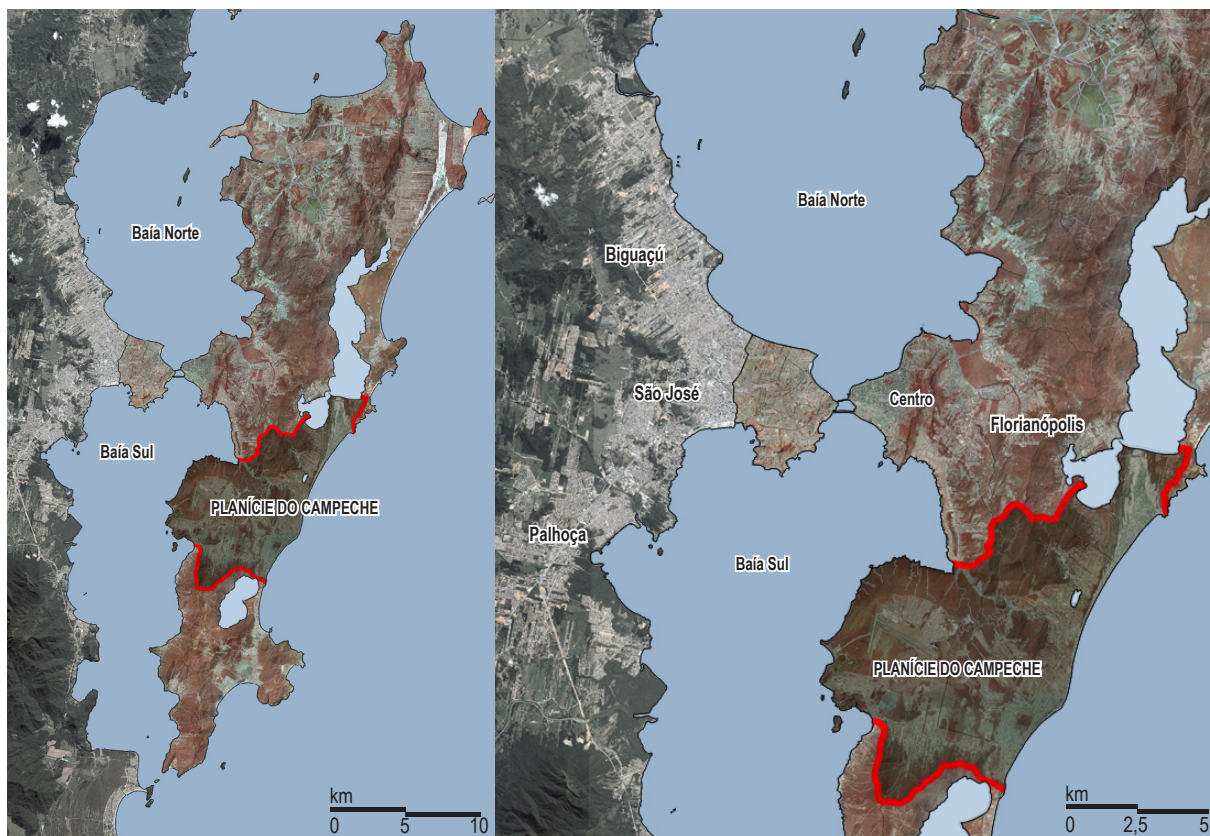 Baía Norte
Baía Sul
PLANÍCIE DO CAMPECHE
km
0 5 10
Baía Norte
Biguaçú
São José
Centro
Florianópolis
Palhoça
Baía Sul
PLANÍCIE DO CAMPECHE
km
0 2,5 5